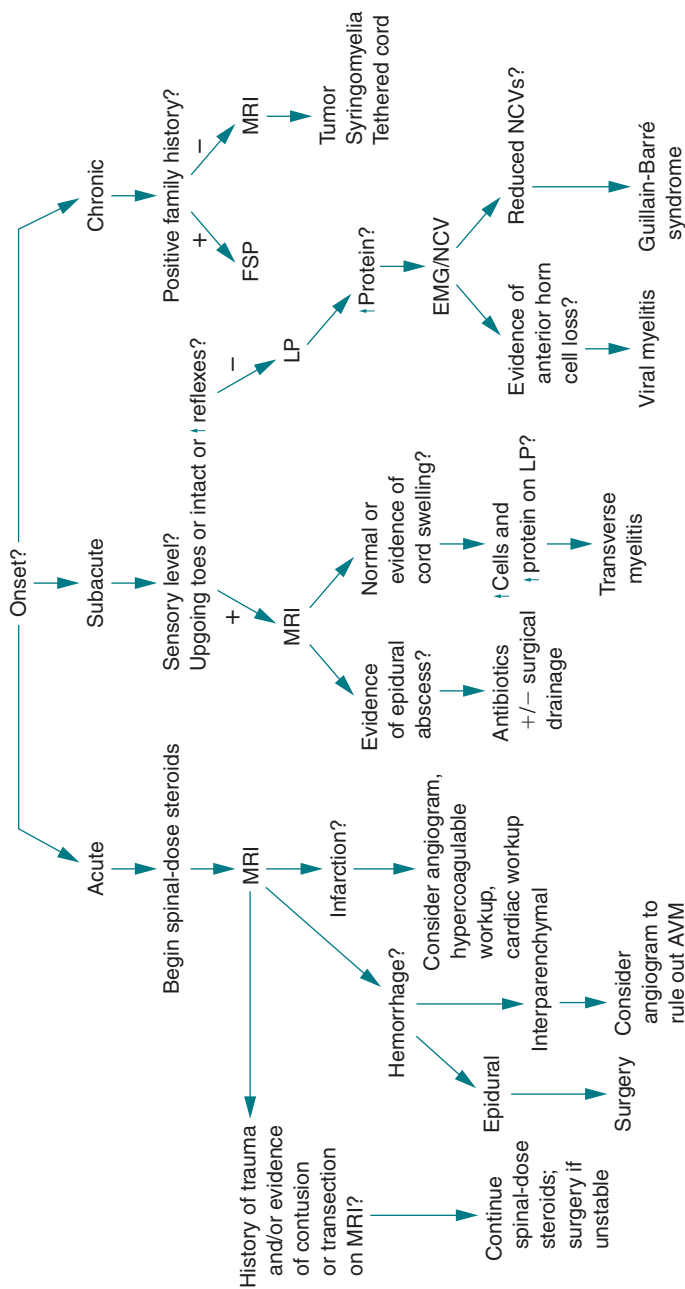 Onset?
Acute
Subacute
Chronic
Begin spinal-dose steroids
MRI
History of trauma
and/or evidence
of contusion
or transection
on MRI?
Continue
spinal-dose
steroids;
surgery if
unstable
Hemorrhage?
Epidural
Surgery
Interparenchymal
Consider
angiogram to
rule out AVM
Infarction?
Consider angiogram,
hypercoagulable
workup,
cardiac workup
Sensory level?
Upgoing toes or intact or ↑ reflexes?
+
−
MRI
Evidence
of epidural
abscess?
Antibiotics
+/− surgical
drainage
Normal or
evidence of
cord swelling?
↑ Cells and
↑ protein on LP?
Transverse
myelitis
LP
↑ Protein?
EMG/NCV
Evidence of
anterior horn
cell loss?
Viral myelitis
Reduced NCVs?
Guillain-Barré
syndrome
Positive family history?
+
−
FSP
MRI
Tumor
Syringomyelia
Tethered cord